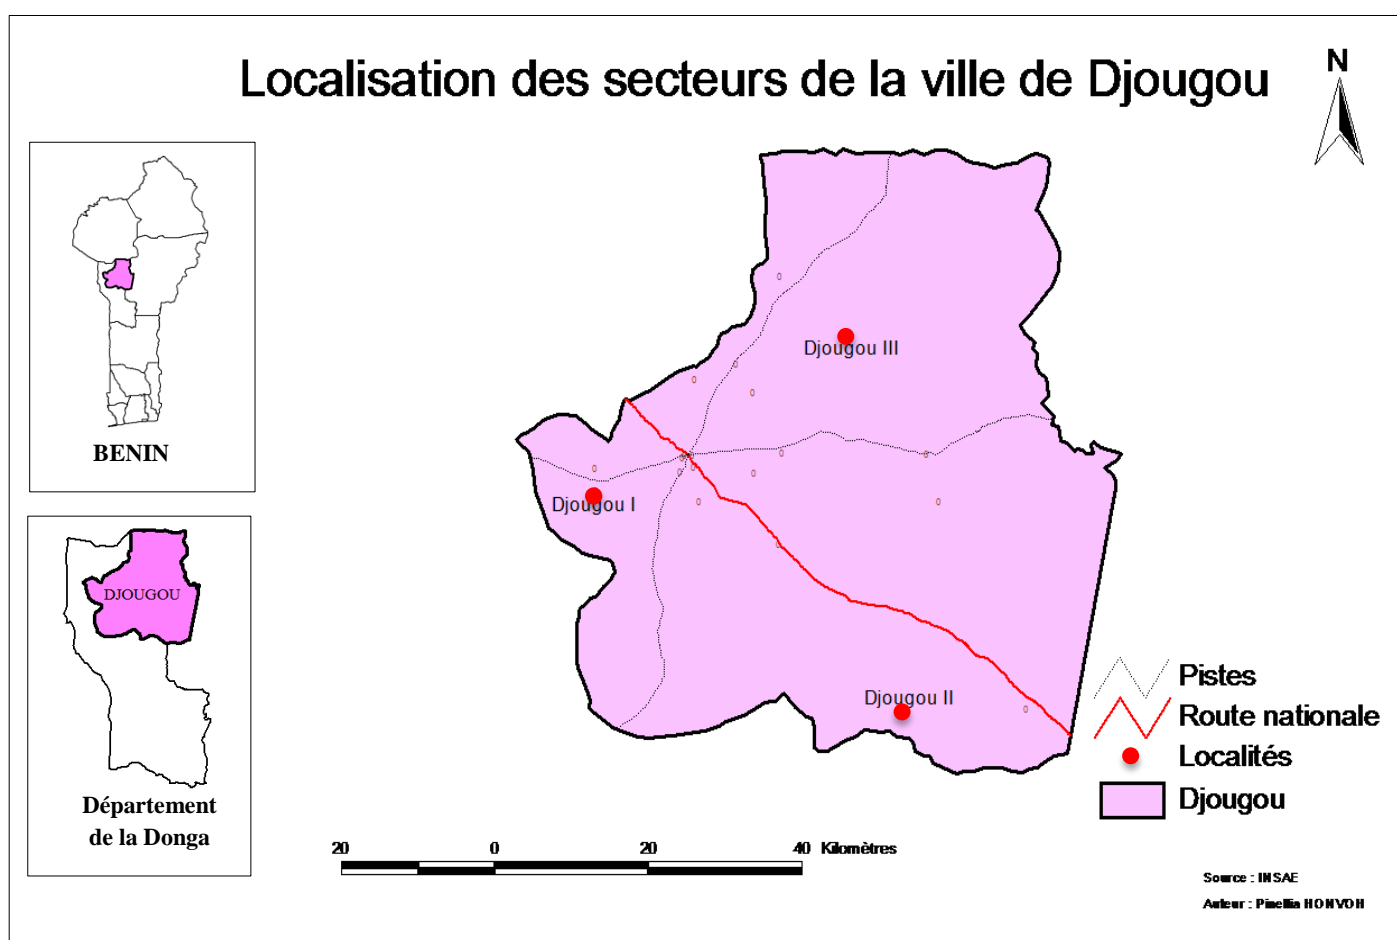 Localisation des secteurs de la ville de Djougou
N
BENIN
DJOUGOU
Département
de la Donga
Djougou III
Djougou I
Djougou II
Pistes
Route nationale
Localités
Djougou
20 0 20 40 Kilomètres
Source : INSAE
Auteur : Pinellia HONVOH